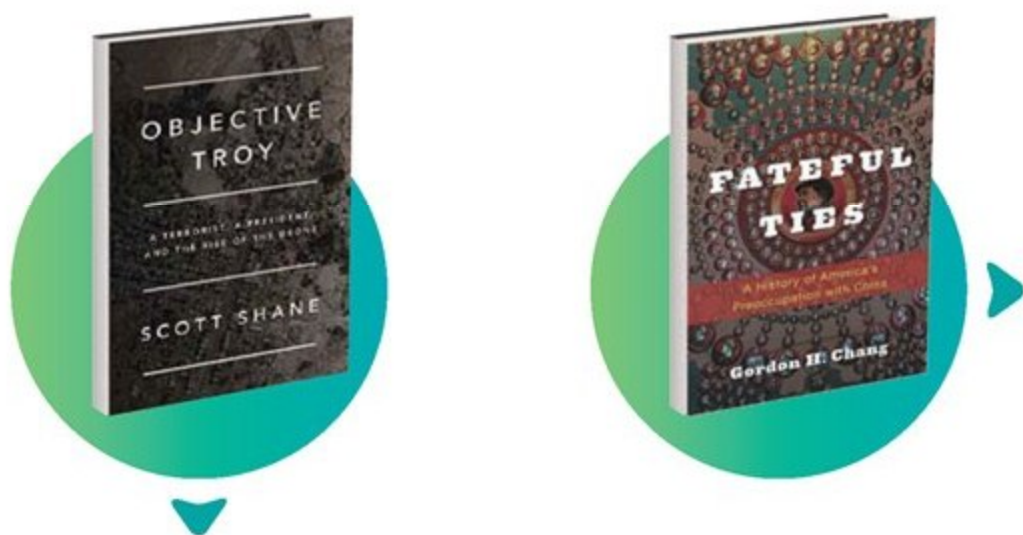 OBJECTIVE
TROY
A TERRORIST, A PRESIDENT,
AND THE RISE OF THE DRONE
SCOTT SHANE
FATEFUL
TIES
A History of America's
Preoccupation with China
Gordon H. Chang